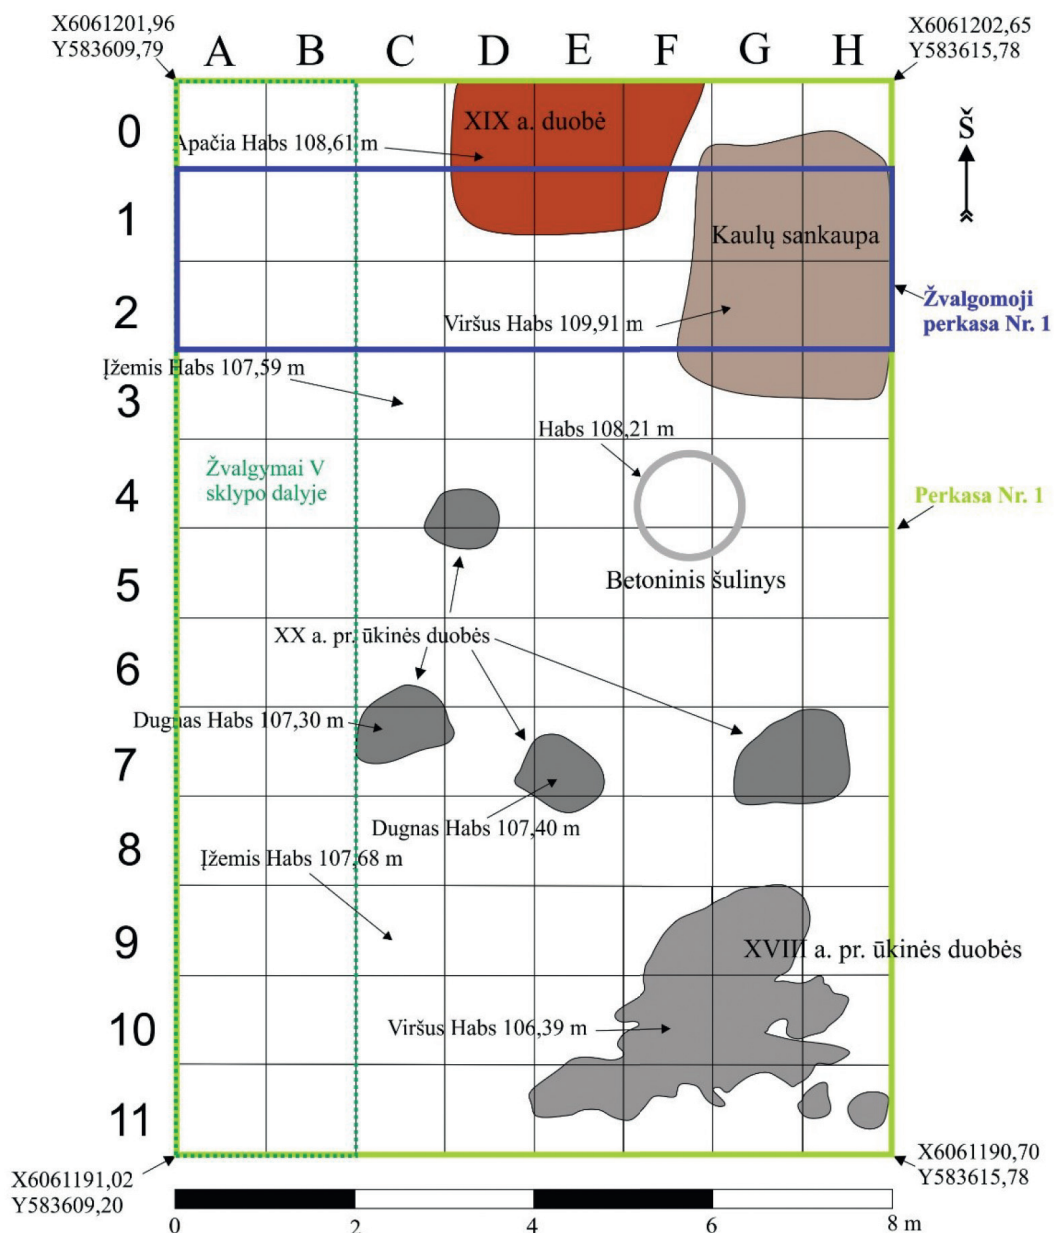 X6061201,96
Y583609,79
X6061202,65
Y583615,78
A B C D E F G H
0
XIX a. duobė
Apačia Habs 108,61 m
Š
1
Kaulų sankaupa
2
Viršus Habs 109,91 m
Žvalgomoji
perkasa Nr. 1
Įžemis Habs 107,59 m
3
Habs 108,21 m
Žvalgymai V
sklypo dalyje
4
Perkasa Nr. 1
5
Betoninis šulinys
XX a. pr. ūkinės duobės
6
Dugnas Habs 107,30 m
7
Dugnas Habs 107,40 m
8
Įžemis Habs 107,68 m
9
XVIII a. pr. ūkinės duobės
10
Viršus Habs 106,39 m
11
X6061191,02
Y583609,20
X6061190,70
Y583615,78
0 2 4 6 8 m